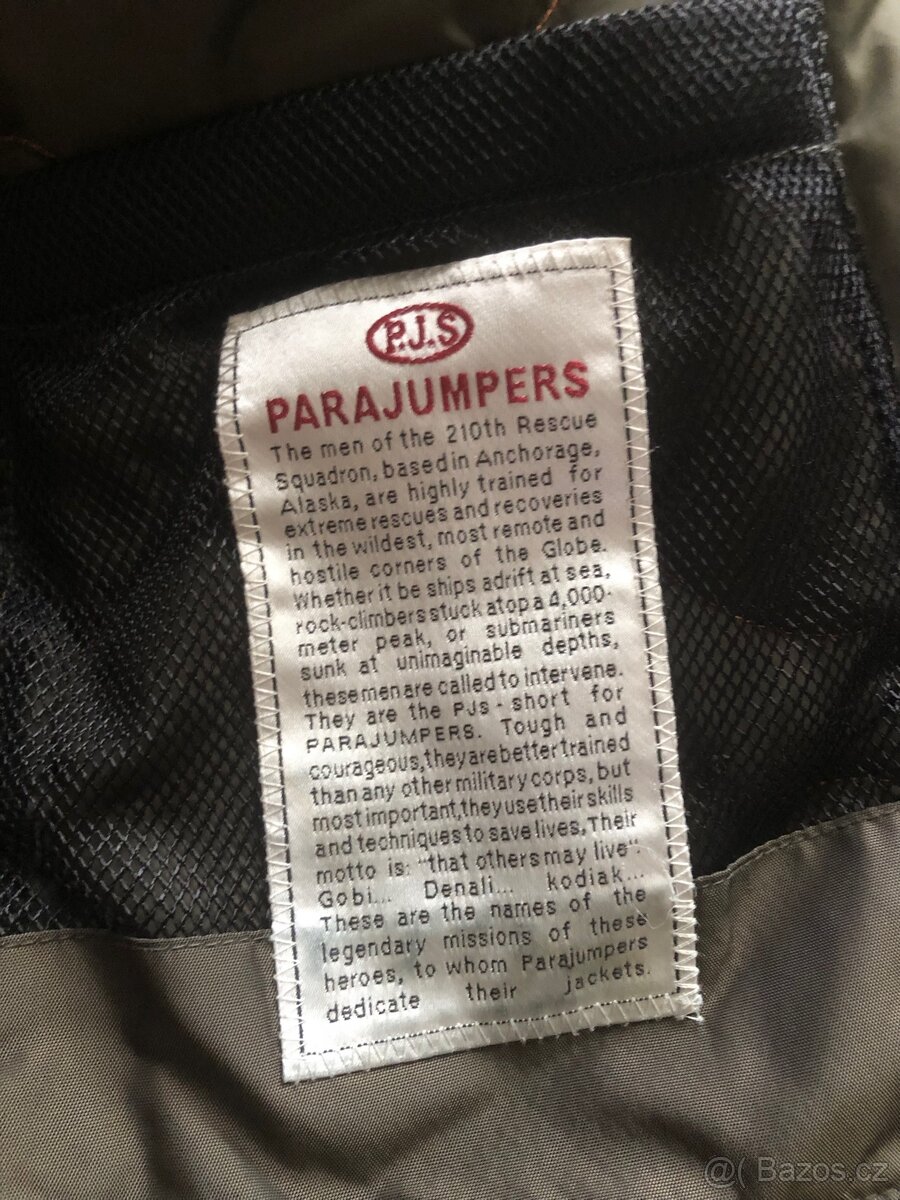 P.J.S
PARAJUMPERS
The men of the 210th Rescue
Squadron, based in Anchorage,
Alaska, are highly trained for
extreme rescues and recoveries
in the wildest, most remote and
hostile corners of the Globe.
Whether it be ships adrift at sea,
rock-climbers stuck atop a 4,000-
meter peak, or submariners
sunk at unimaginable depths,
these men are called to intervene.
They are the PJs - short for
PARAJUMPERS. Tough and
courageous, they are better trained
than any other military corps, but
most important, they use their skills
and techniques to save lives. Their
motto is: "that others may live".
Gobi... Denali... kodiak...
These are the names of the
legendary missions of these
heroes, to whom Parajumpers
dedicate their jackets.
@( Bazos.cz